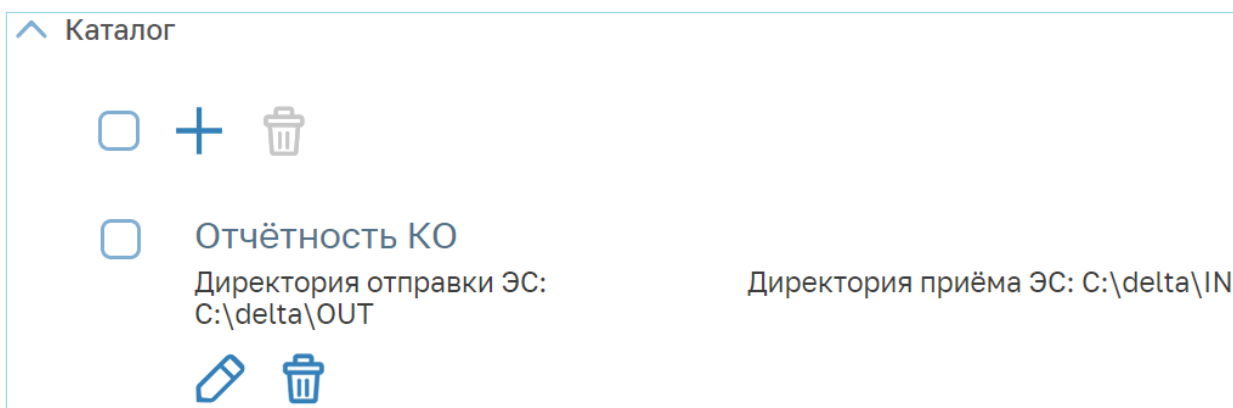 Каталог
Отчётность КО
Директория отправки ЭС:
C:\delta\OUT
Директория приёма ЭС: C:\delta\IN